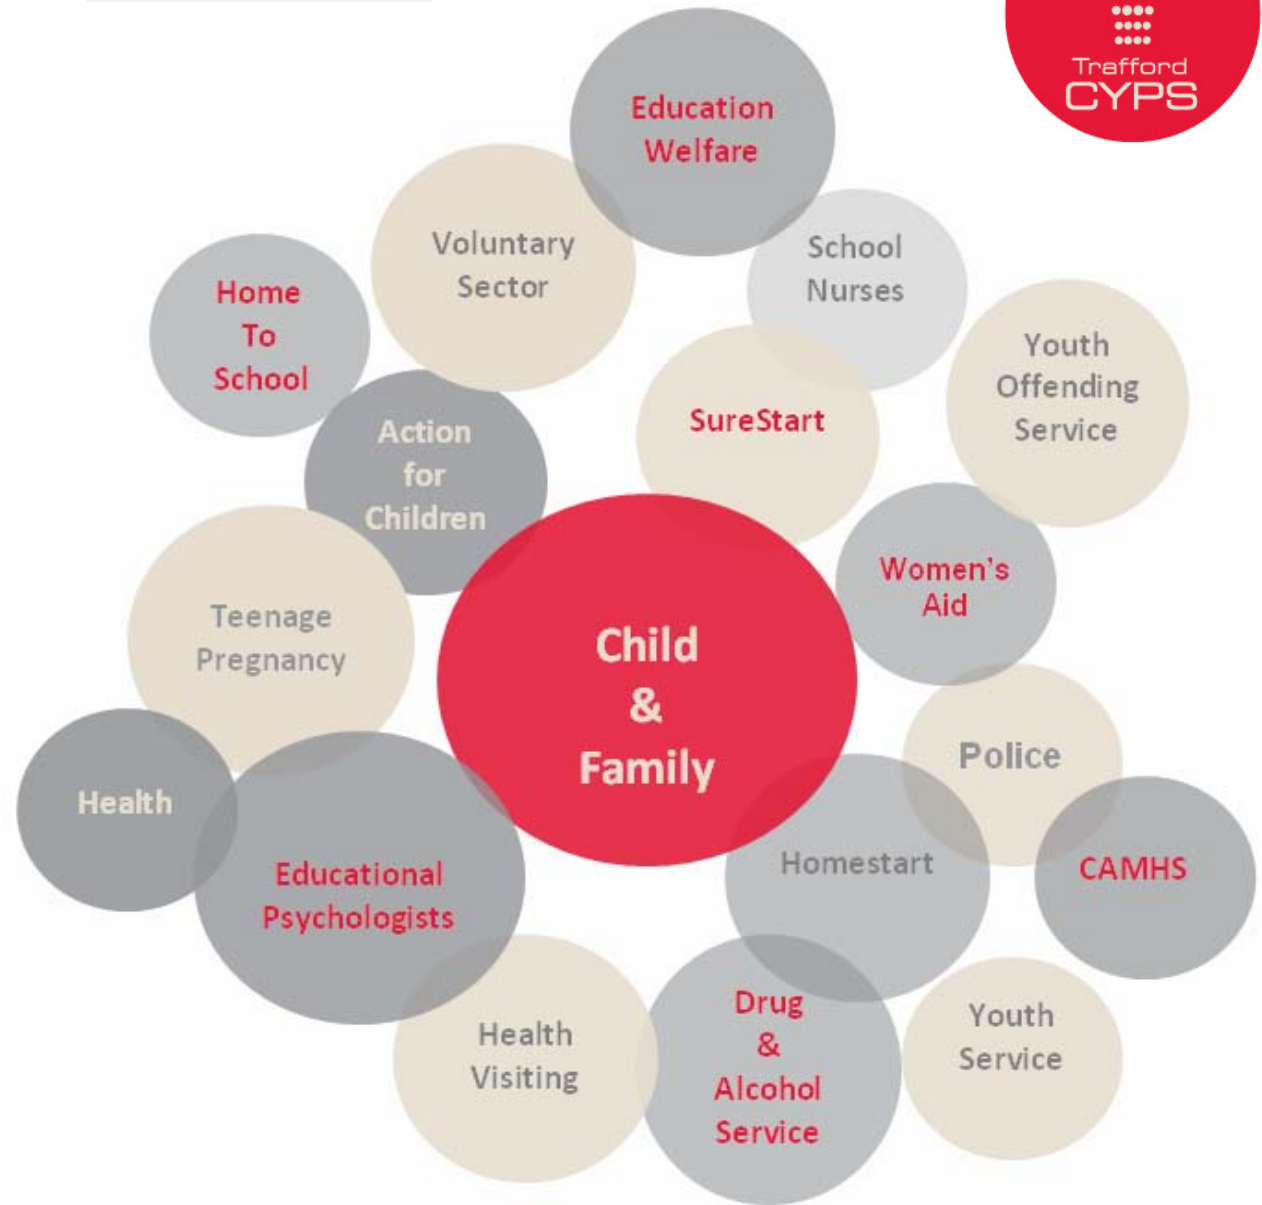 Trafford
CYPS
Education
Welfare
Voluntary
Sector
School
Nurses
Home
To
School
Youth
Offending
Service
Action
for
Children
SureStart
Women's
Aid
Teenage
Pregnancy
Child
&
Family
Police
Health
Homestart
CAMHS
Educational
Psychologists
Health
Visiting
Drug
&
Alcohol
Service
Youth
Service